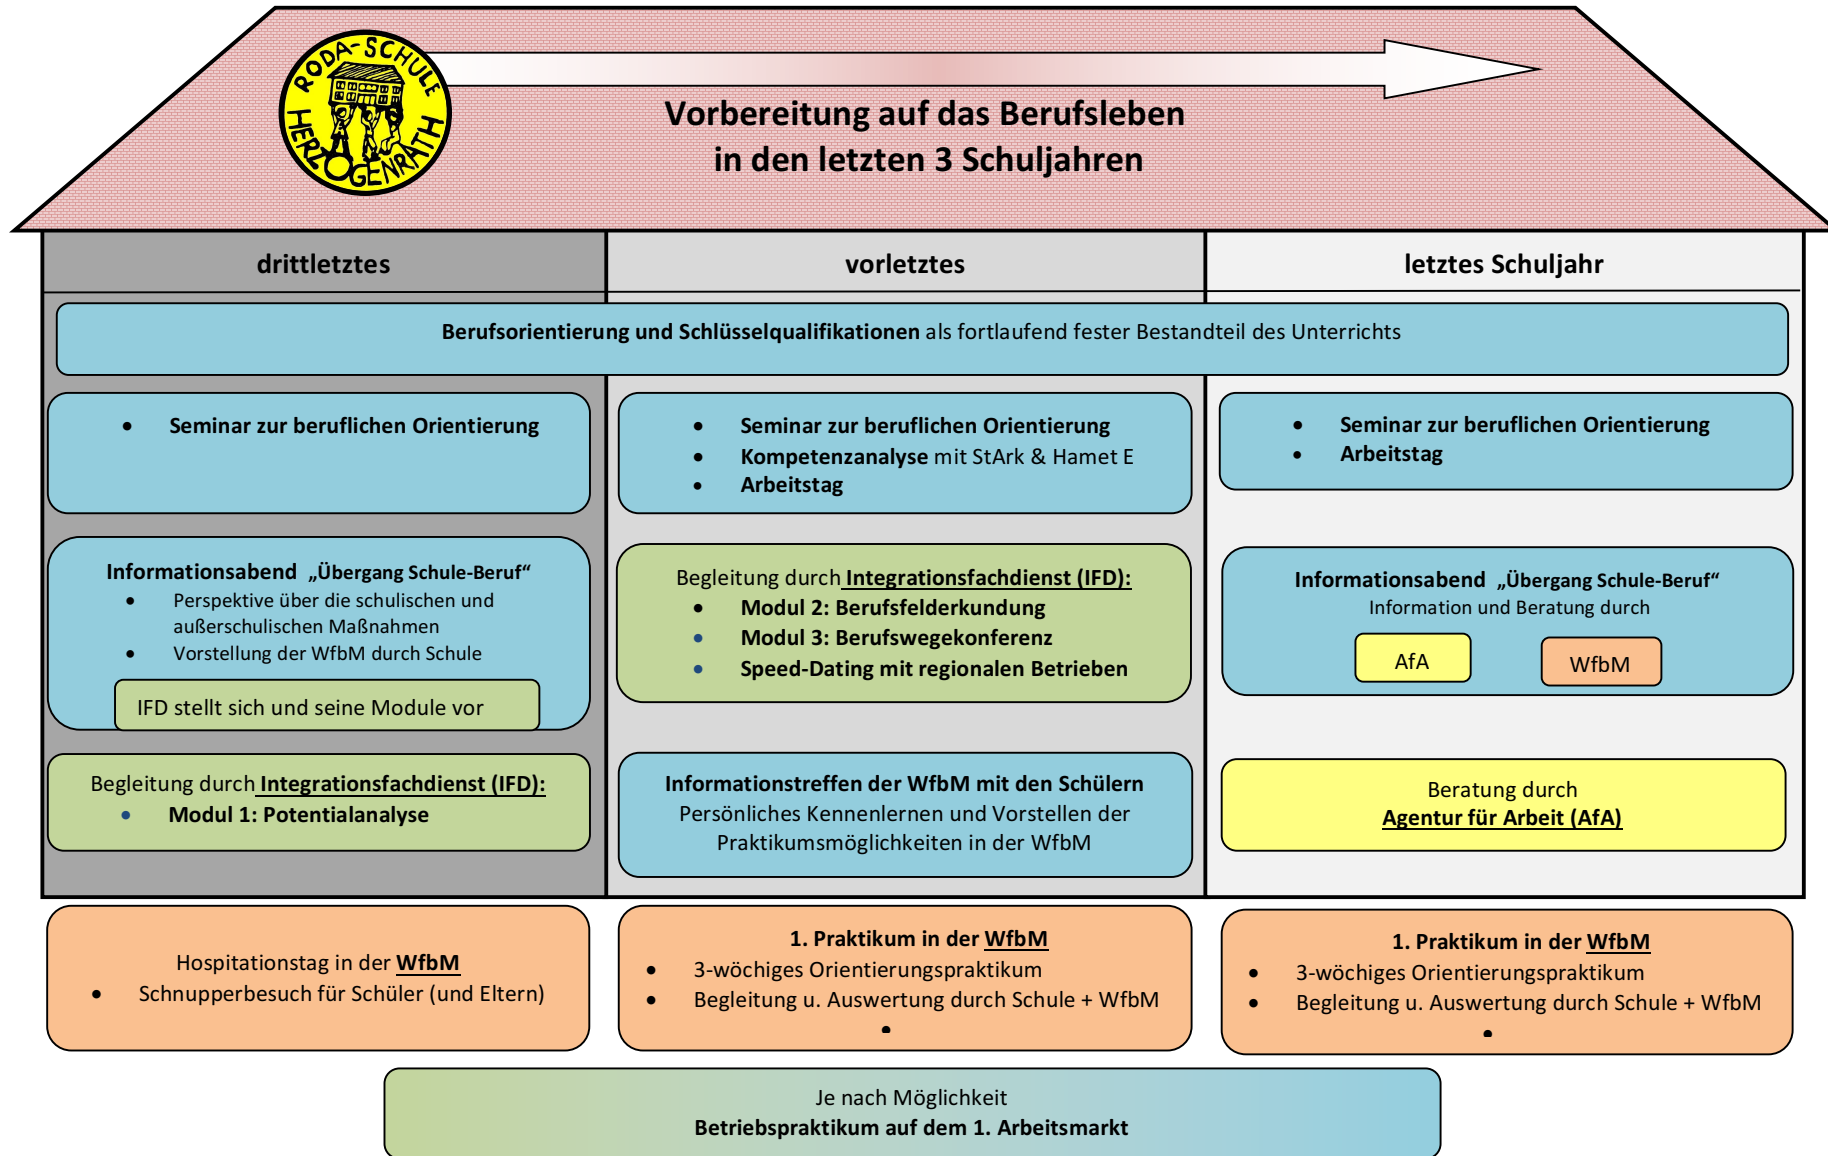 RODA-SCHULE
HERZOGENRATH
Vorbereitung auf das Berufsleben
in den letzten 3 Schuljahren
drittletztes
vorletztes
letztes Schuljahr
Berufsorientierung und Schlüsselqualifikationen als fortlaufend fester Bestandteil des Unterrichts
• Seminar zur beruflichen Orientierung
• Seminar zur beruflichen Orientierung
• Kompetenzanalyse mit StArk & Hamet E
• Arbeitstag
• Seminar zur beruflichen Orientierung
• Arbeitstag
Informationsabend „Übergang Schule-Beruf“
• Perspektive über die schulischen und
außerschulischen Maßnahmen
• Vorstellung der WfbM durch Schule
IFD stellt sich und seine Module vor
Begleitung durch Integrationsfachdienst (IFD):
• Modul 2: Berufsfelderkundung
• Modul 3: Berufswegekonferenz
• Speed-Dating mit regionalen Betrieben
Informationsabend „Übergang Schule-Beruf“
Information und Beratung durch
AfA
WfbM
Begleitung durch Integrationsfachdienst (IFD):
• Modul 1: Potentialanalyse
Informationstreffen der WfbM mit den Schülern
Persönliches Kennenlernen und Vorstellen der
Praktikumsmöglichkeiten in der WfbM
Beratung durch
Agentur für Arbeit (AfA)
Hospitationstag in der WfbM
• Schnupperbesuch für Schüler (und Eltern)
1. Praktikum in der WfbM
• 3-wöchiges Orientierungspraktikum
• Begleitung u. Auswertung durch Schule + WfbM
•
1. Praktikum in der WfbM
• 3-wöchiges Orientierungspraktikum
• Begleitung u. Auswertung durch Schule + WfbM
•
Je nach Möglichkeit
Betriebspraktikum auf dem 1. Arbeitsmarkt